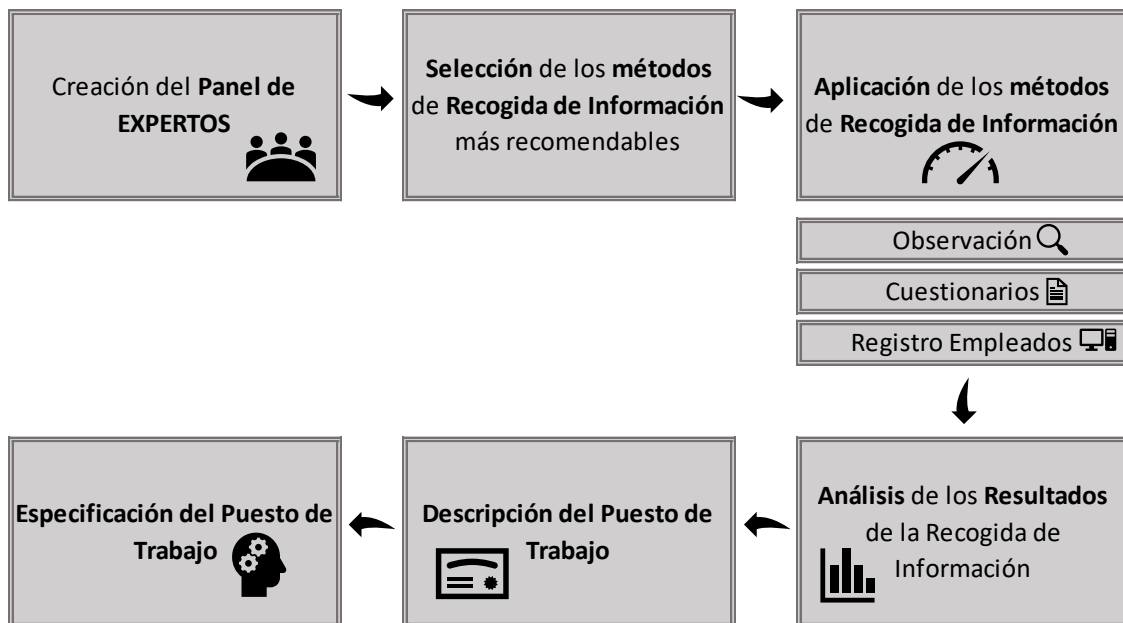 Creación del Panel de
EXPERTOS
Selección de los métodos
de Recogida de Información
más recomendables
Aplicación de los métodos
de Recogida de Información
Observación
Cuestionarios
Registro Empleados
Análisis de los Resultados
de la Recogida de
Información
Descripción del Puesto de
Trabajo
Especificación del Puesto de
Trabajo